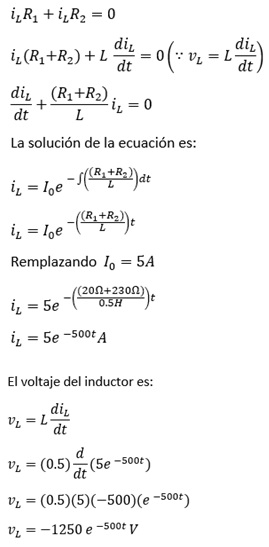 i_L R_1 + i_L R_2 = 0
i_L(R_1+R_2) + L di_L/dt = 0 (∵ v_L = L di_L/dt)
di_L/dt + (R_1+R_2)/L i_L = 0
La solución de la ecuación es:
i_L = I_0 e^{-∫((R_1+R_2)/L)dt}
i_L = I_0 e^{-((R_1+R_2)/L)t}
Remplazando I_0 = 5A
i_L = 5e^{-((20Ω+230Ω)/0.5H)t}
i_L = 5e^{-500t} A
El voltaje del inductor es:
v_L = L di_L/dt
v_L = (0.5) d/dt (5e^{-500t})
v_L = (0.5)(5)(-500)(e^{-500t})
v_L = -1250 e^{-500t} V